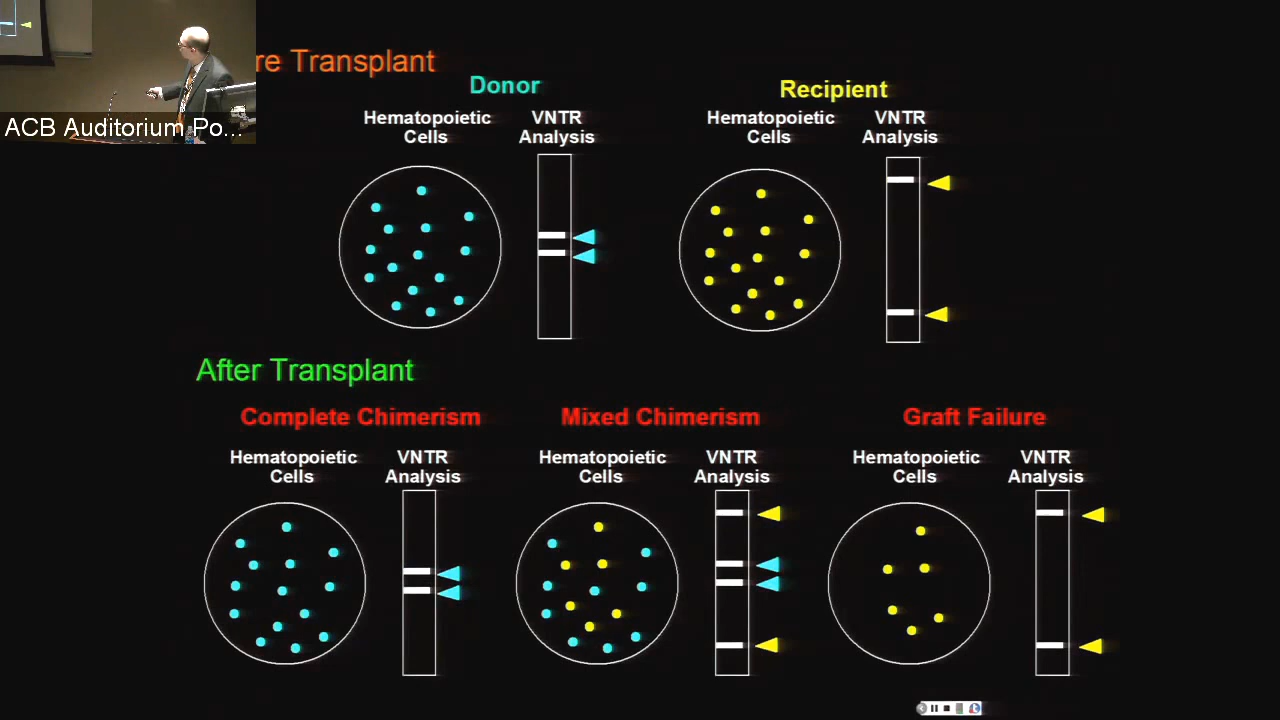 re Transplant
Donor
Recipient
Hematopoietic
Cells
VNTR
Analysis
Hematopoietic
Cells
VNTR
Analysis
ACB Auditorium Po...
After Transplant
Complete Chimerism
Mixed Chimerism
Graft Failure
Hematopoietic
Cells
VNTR
Analysis
Hematopoietic
Cells
VNTR
Analysis
Hematopoietic
Cells
VNTR
Analysis